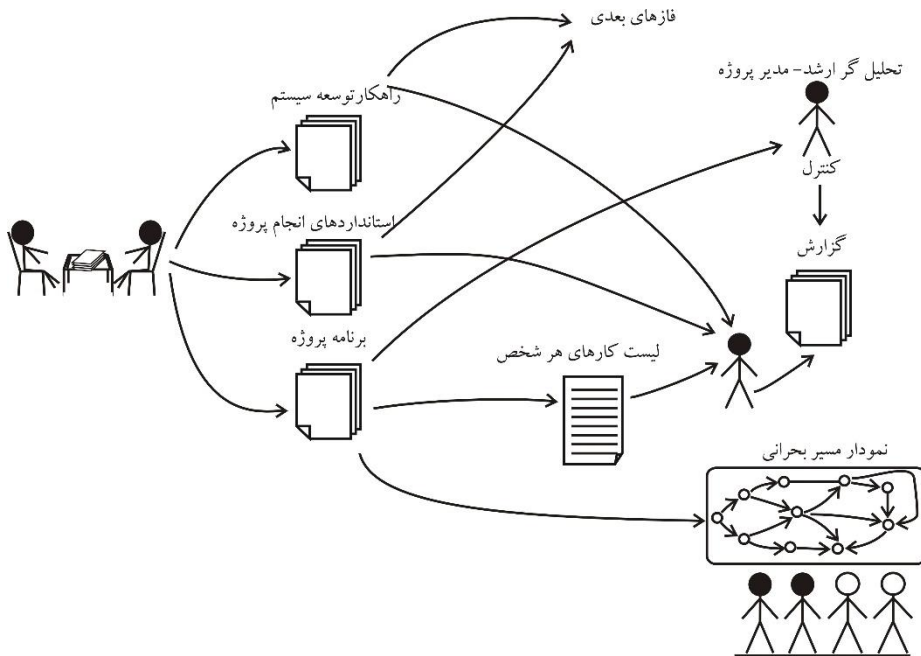 فازهای بعدی
تحلیل گر ارشد- مدیر پروژه
راهکارتوسعه سیستم
کنترل
استانداردهای انجام پروژه
گزارش
برنامه پروژه
لیست کارهای هر شخص
نمودار مسیر بحرانی